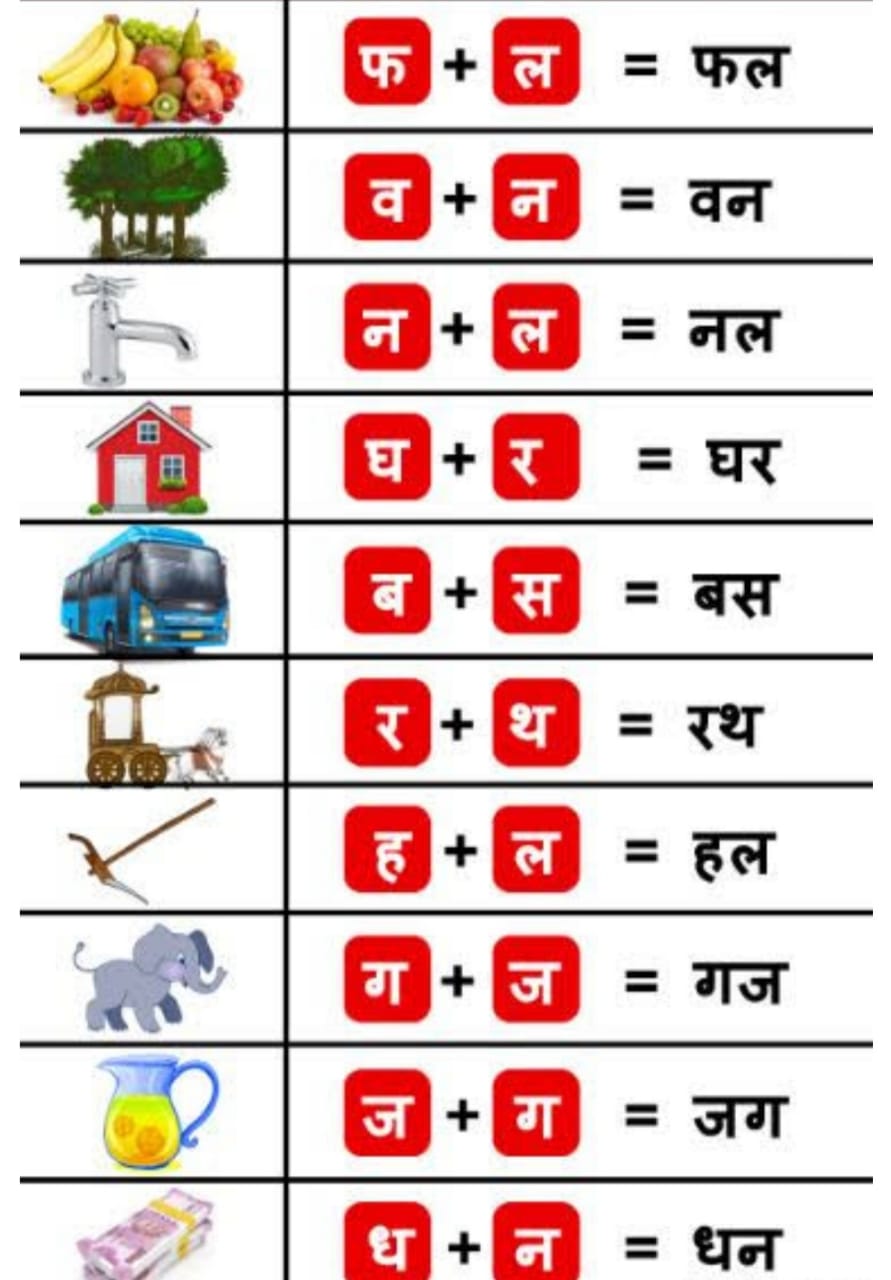 फ + ल = फल
व + न = वन
न + ल = नल
घ + र = घर
ब + स = बस
र + थ = रथ
ह + ल = हल
ग + ज = गज
ज + ग = जग
ध + न = धन